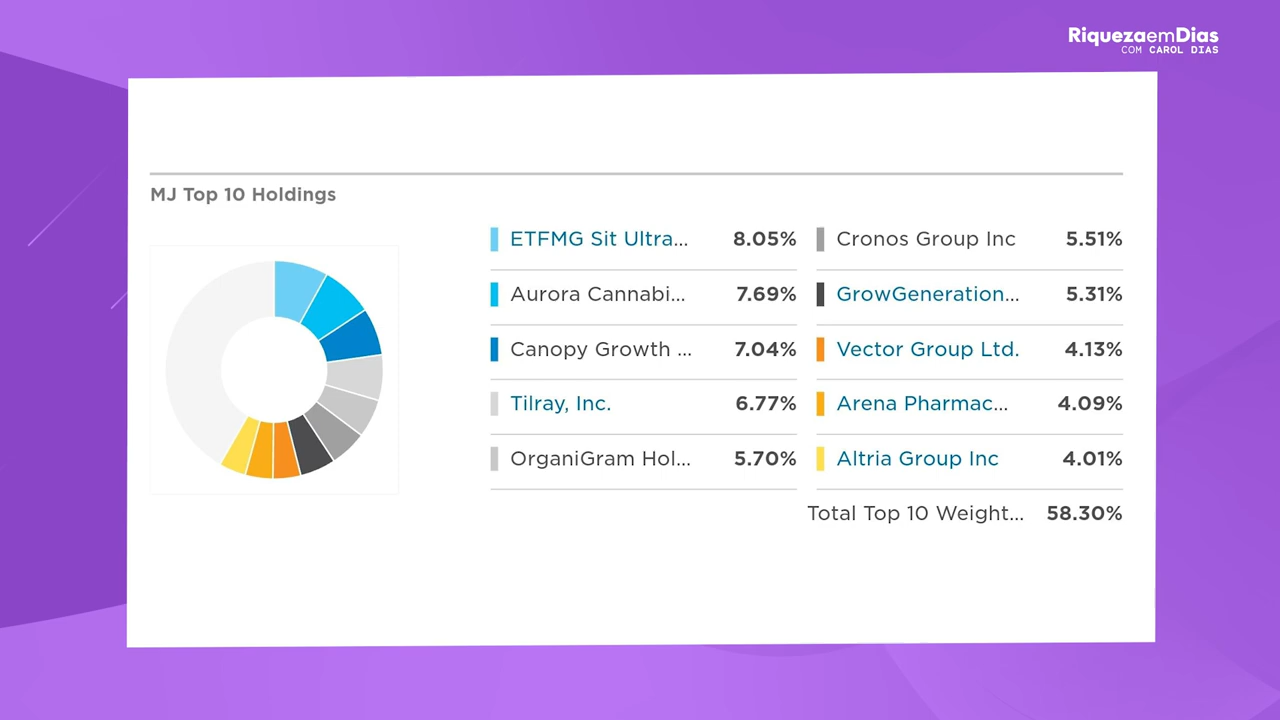 RiquezaemDias
COM CAROL DIAS
MJ Top 10 Holdings
ETFMG Sit Ultra... 8.05%
Aurora Cannabi... 7.69%
Canopy Growth ... 7.04%
Tilray, Inc. 6.77%
OrganiGram Hol... 5.70%
Cronos Group Inc 5.51%
GrowGeneration... 5.31%
Vector Group Ltd. 4.13%
Arena Pharmac... 4.09%
Altria Group Inc 4.01%
Total Top 10 Weight... 58.30%